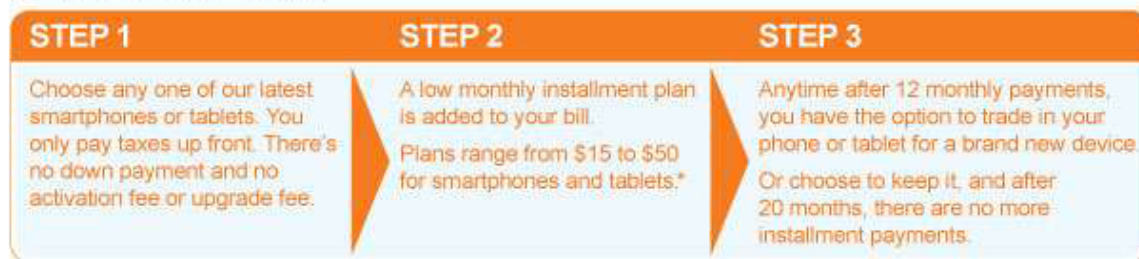 STEP 1
Choose any one of our latest
smartphones or tablets. You
only pay taxes up front. There's
no down payment and no
activation fee or upgrade fee.
STEP 2
A low monthly installment plan
is added to your bill.
Plans range from $15 to $50
for smartphones and tablets.*
STEP 3
Anytime after 12 monthly payments,
you have the option to trade in your
phone or tablet for a brand new device.
Or choose to keep it, and after
20 months, there are no more
installment payments.